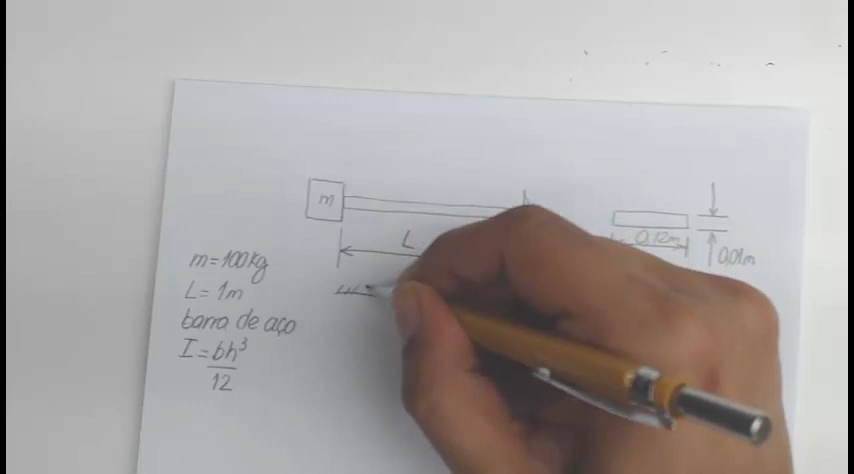 m
L
0,12m
0,01m
m=100kg
L=1m
barra de aço
I=bh³
12